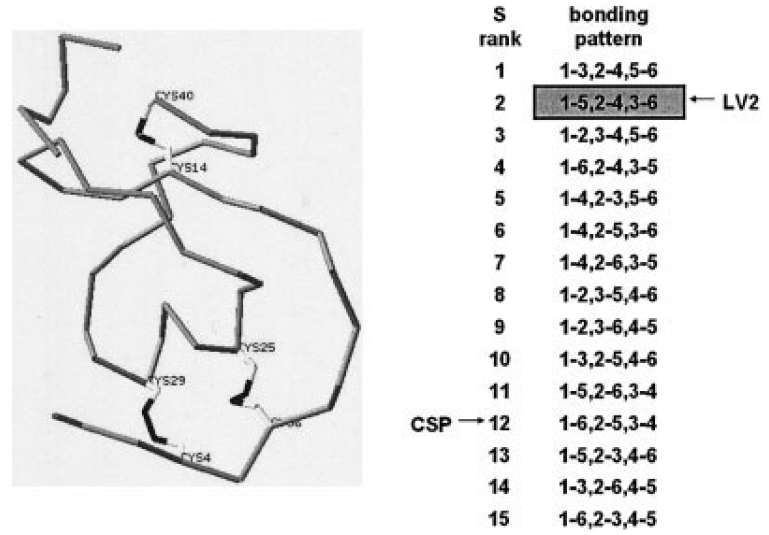 CYS40
CYS14
CYS25
CYS29
CYS4
S rank bonding pattern
1 1-3,2-4,5-6
2 1-5,2-4,3-6 ← LV2
3 1-2,3-4,5-6
4 1-6,2-4,3-5
5 1-4,2-3,5-6
6 1-4,2-5,3-6
7 1-4,2-6,3-5
8 1-2,3-5,4-6
9 1-2,3-6,4-5
10 1-3,2-5,4-6
11 1-5,2-6,3-4
CSP → 12 1-6,2-5,3-4
13 1-5,2-3,4-6
14 1-3,2-6,4-5
15 1-6,2-3,4-5